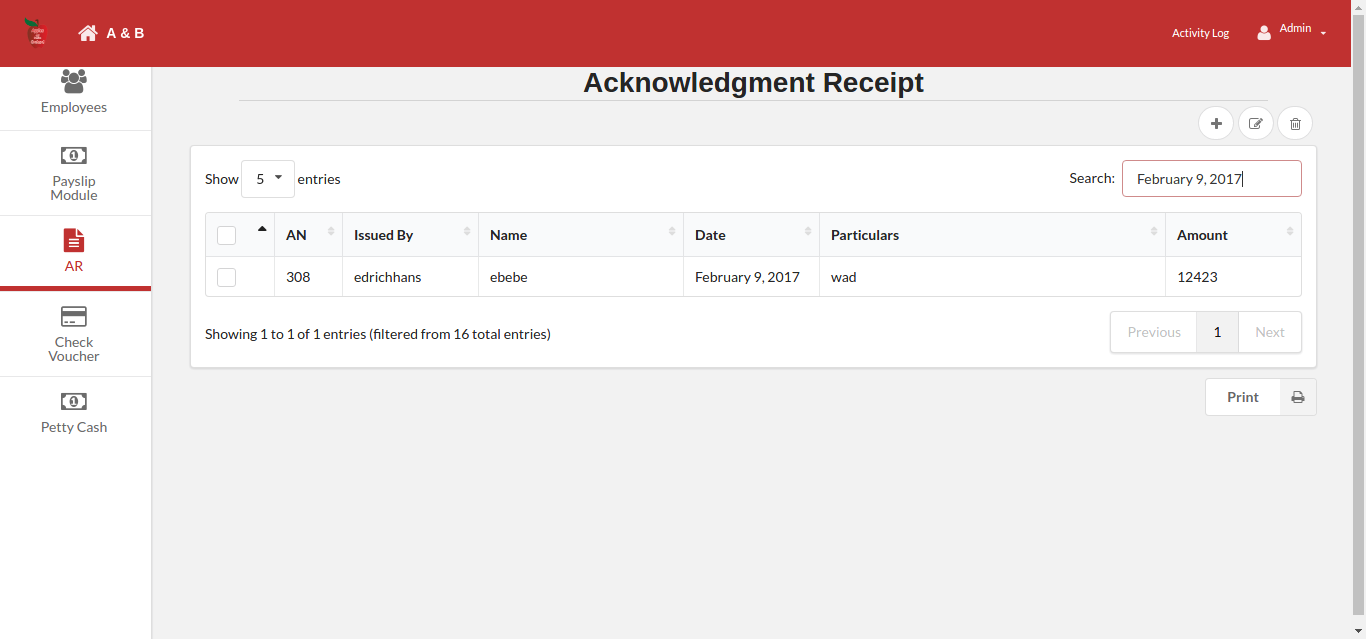 A & B
Activity Log
Admin
Employees
Payslip
Module
AR
Check
Voucher
Petty Cash
Acknowledgment Receipt
Show 5 entries
Search: February 9, 2017
AN Issued By Name Date Particulars Amount
308 edrichhans ebebe February 9, 2017 wad 12423
Showing 1 to 1 of 1 entries (filtered from 16 total entries)
Previous 1 Next
Print